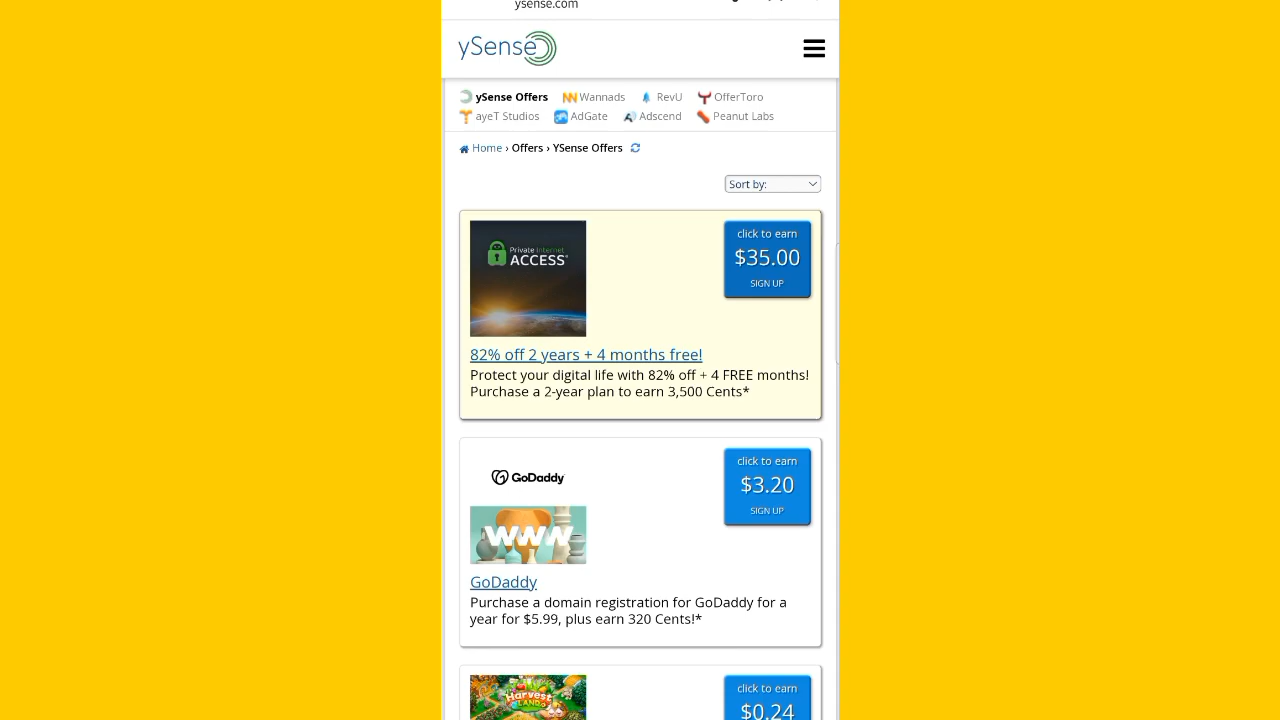 ysense.com
ySense
ySense Offers Wannads RevU OfferToro
ayeT Studios AdGate Adscend Peanut Labs
Home › Offers › YSense Offers
Sort by:
Private Internet
ACCESS
click to earn
$35.00
SIGN UP
82% off 2 years + 4 months free!
Protect your digital life with 82% off + 4 FREE months!
Purchase a 2-year plan to earn 3,500 Cents*
GoDaddy
www
click to earn
$3.20
SIGN UP
GoDaddy
Purchase a domain registration for GoDaddy for a
year for $5.99, plus earn 320 Cents!*
Harvest
LAND
click to earn
$0.24